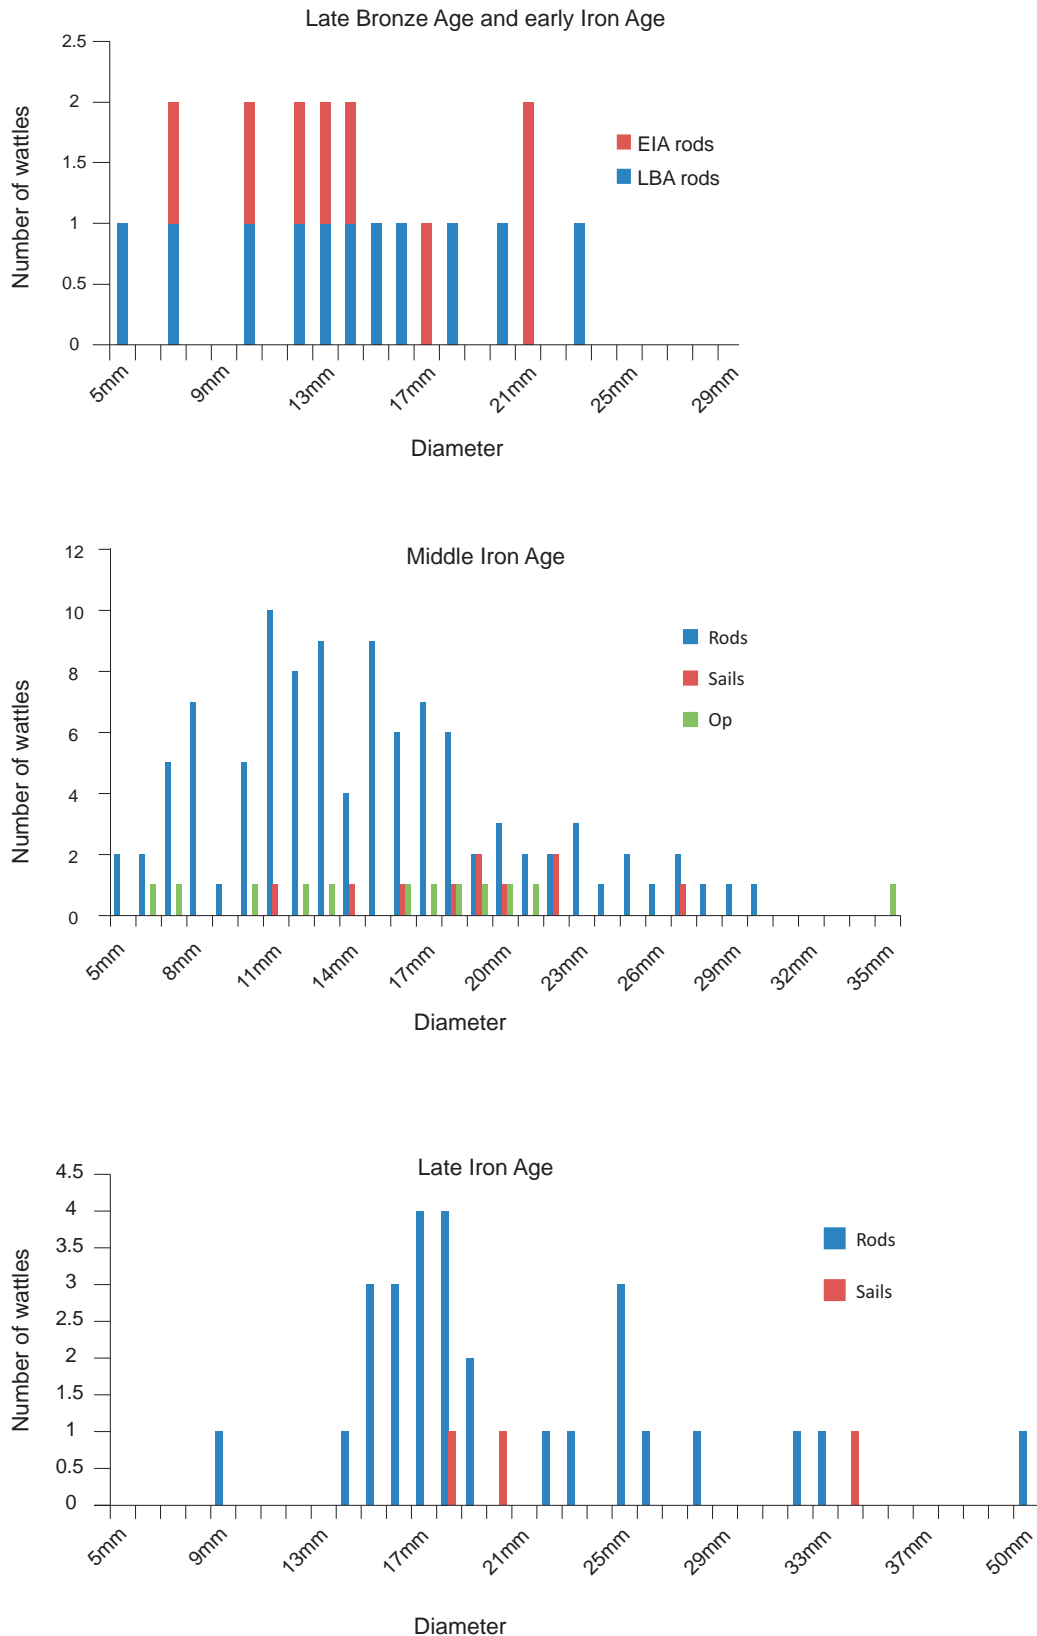 Late Bronze Age and early Iron Age
2.5
2
1.5
1
0.5
0
Number of wattles
EIA rods
LBA rods
5mm 9mm 13mm 17mm 21mm 25mm 29mm
Diameter
Middle Iron Age
12
10
8
6
4
2
0
Number of wattles
Rods
Sails
Op
5mm 8mm 11mm 14mm 17mm 20mm 23mm 26mm 29mm 32mm 35mm
Diameter
Late Iron Age
4.5
4
3.5
3
2.5
2
1.5
1
0.5
0
Number of wattles
Rods
Sails
5mm 9mm 13mm 17mm 21mm 25mm 29mm 33mm 37mm 50mm
Diameter